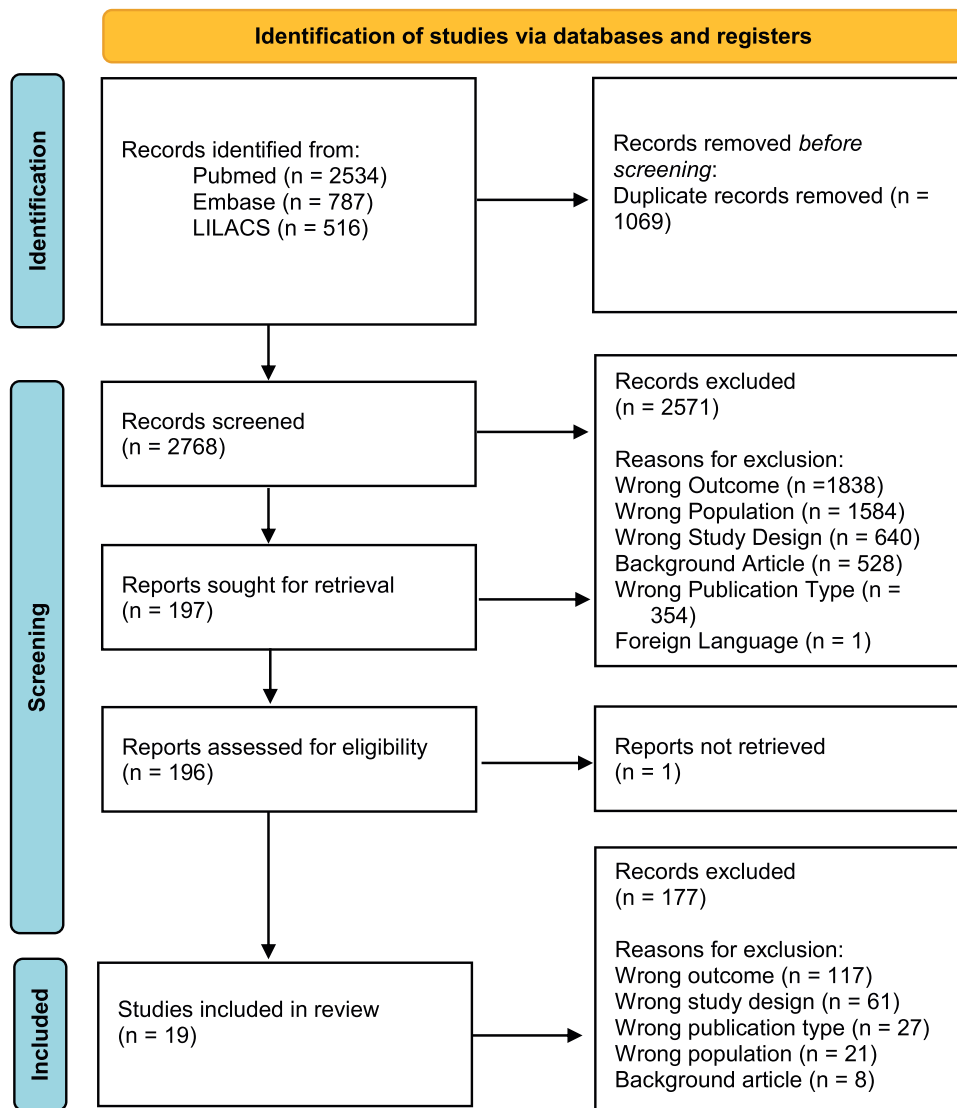 Identification of studies via databases and registers
Identification
Records identified from:
Pubmed (n = 2534)
Embase (n = 787)
LILACS (n = 516)
Records removed before
screening:
Duplicate records removed (n =
1069)
Screening
Records screened
(n = 2768)
Records excluded
(n = 2571)
Reasons for exclusion:
Wrong Outcome (n =1838)
Wrong Population (n = 1584)
Wrong Study Design (n = 640)
Background Article (n = 528)
Wrong Publication Type (n =
354)
Foreign Language (n = 1)
Reports sought for retrieval
(n = 197)
Reports assessed for eligibility
(n = 196)
Reports not retrieved
(n = 1)
Included
Studies included in review
(n = 19)
Records excluded
(n = 177)
Reasons for exclusion:
Wrong outcome (n = 117)
Wrong study design (n = 61)
Wrong publication type (n = 27)
Wrong population (n = 21)
Background article (n = 8)